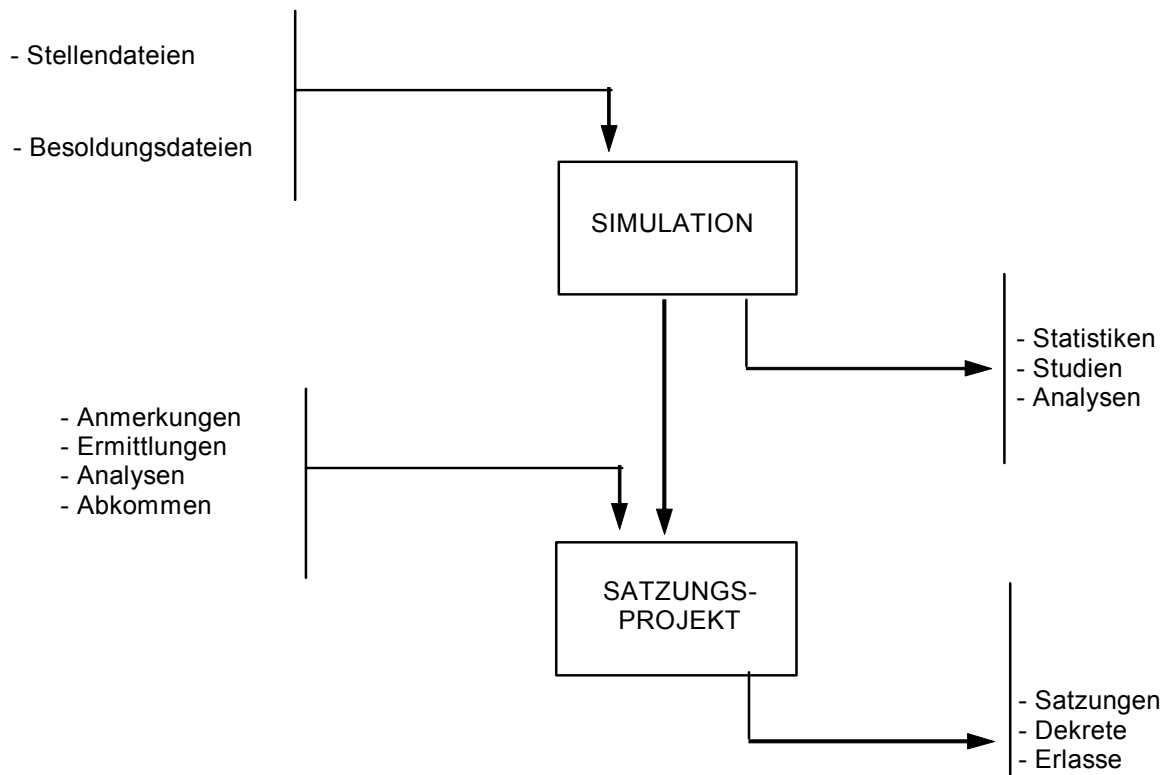 - Stellendateien
- Besoldungsdateien
SIMULATION
- Statistiken
- Studien
- Analysen
- Anmerkungen
- Ermittlungen
- Analysen
- Abkommen
SATZUNGS-
PROJEKT
- Satzungen
- Dekrete
- Erlasse